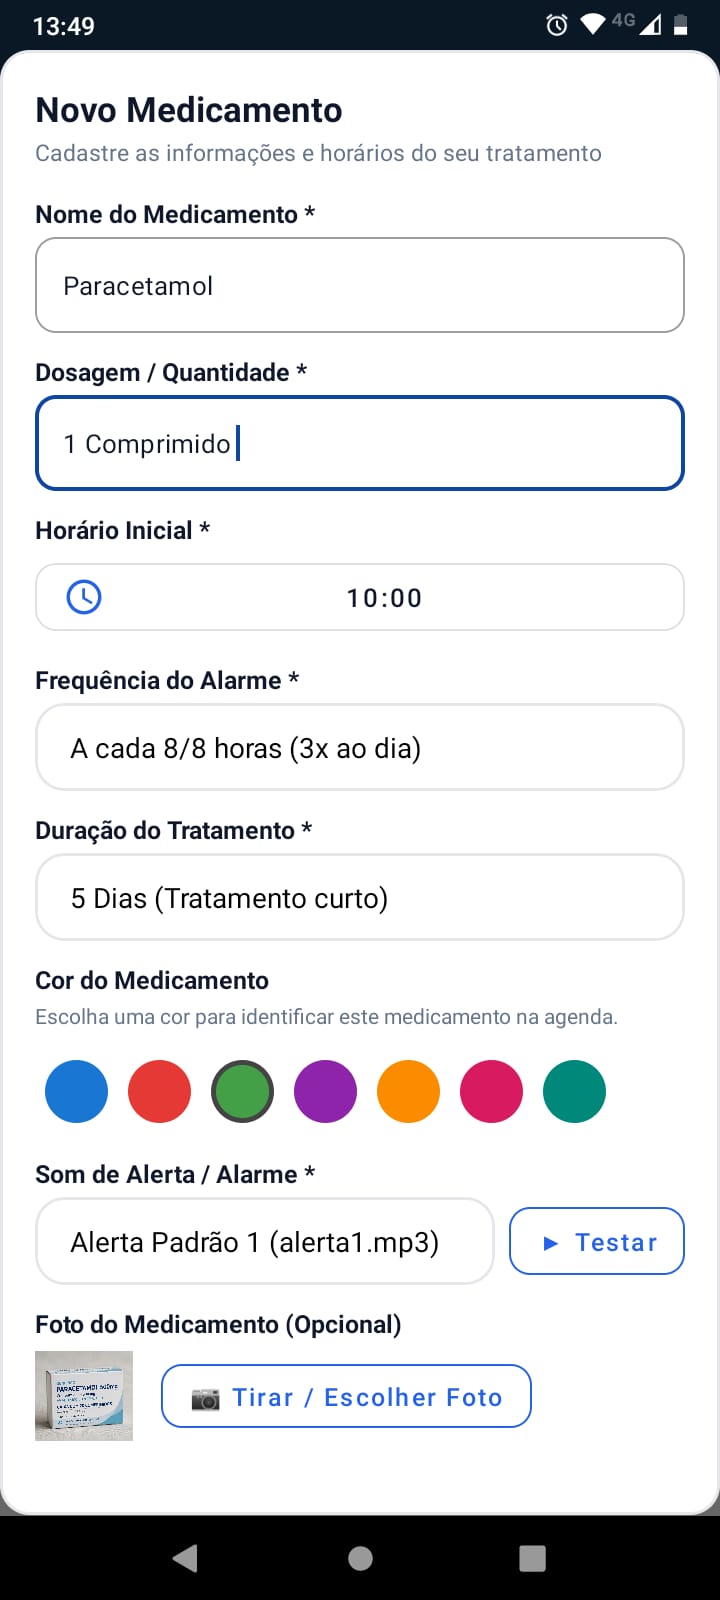 13:49
4G
Novo Medicamento
Cadastre as informações e horários do seu tratamento
Nome do Medicamento *
Paracetamol
Dosagem / Quantidade *
1 Comprimido
Horário Inicial *
10:00
Frequência do Alarme *
A cada 8/8 horas (3x ao dia)
Duração do Tratamento *
5 Dias (Tratamento curto)
Cor do Medicamento
Escolha uma cor para identificar este medicamento na agenda.
Som de Alerta / Alarme *
Alerta Padrão 1 (alerta1.mp3)
► Testar
Foto do Medicamento (Opcional)
PARACETAMOL 500mg
Tirar / Escolher Foto